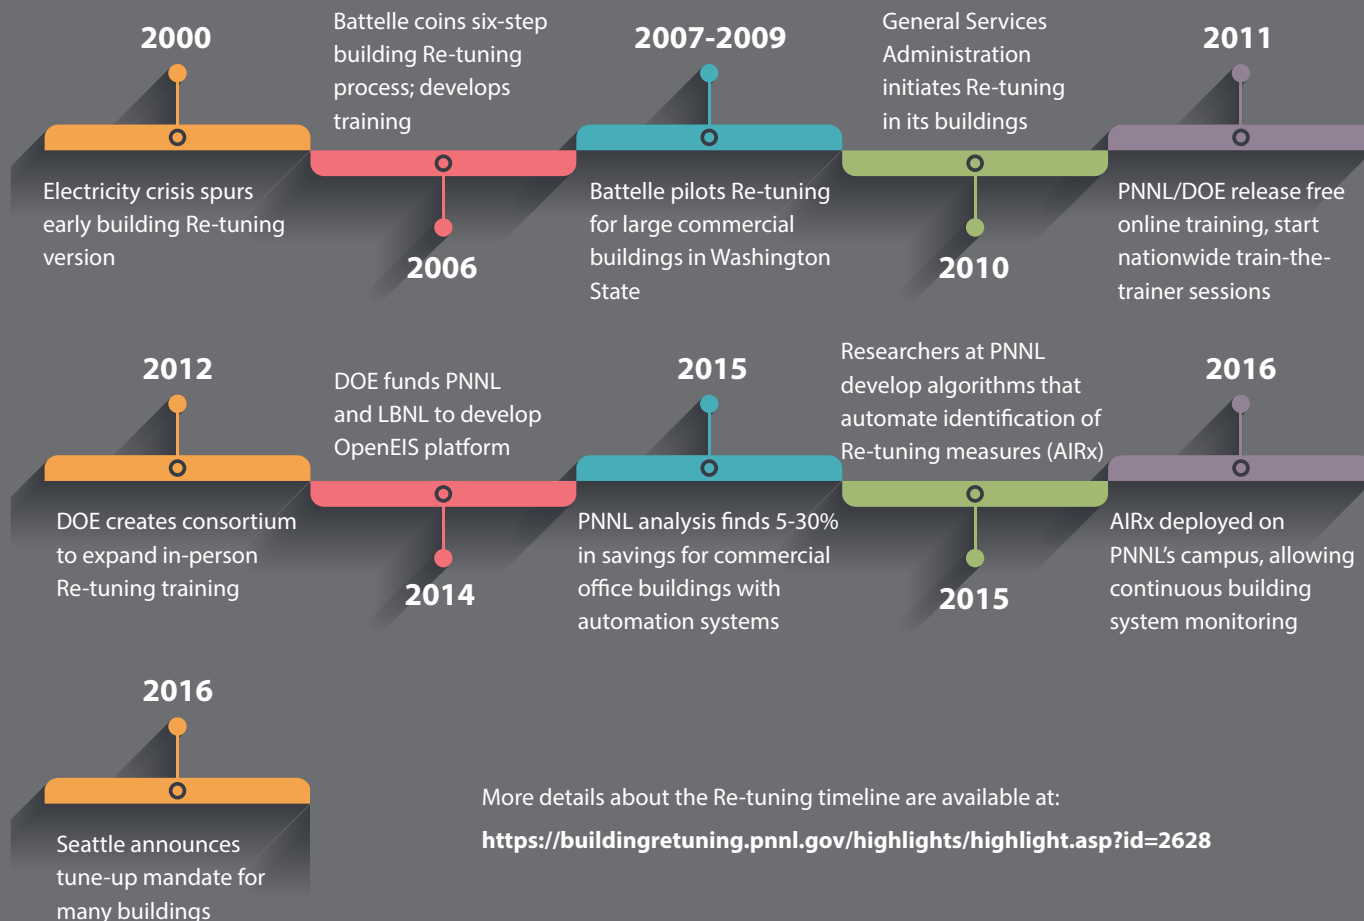 2000
Electricity crisis spurs
early building Re-tuning
version
Battelle coins six-step
building Re-tuning
process; develops
training
2006
2007-2009
Battelle pilots Re-tuning
for large commercial
buildings in Washington
State
General Services
Administration
initiates Re-tuning
in its buildings
2010
2011
PNNL/DOE release free
online training, start
nationwide train-the-
trainer sessions
2012
DOE creates consortium
to expand in-person
Re-tuning training
DOE funds PNNL
and LBNL to develop
OpenEIS platform
2014
2015
PNNL analysis finds 5-30%
in savings for commercial
office buildings with
automation systems
Researchers at PNNL
develop algorithms that
automate identification of
Re-tuning measures (AIRx)
2015
2016
AIRx deployed on
PNNL's campus, allowing
continuous building
system monitoring
2016
Seattle announces
tune-up mandate for
many buildings
More details about the Re-tuning timeline are available at:
https://buildingretuning.pnnl.gov/highlights/highlight.asp?id=2628